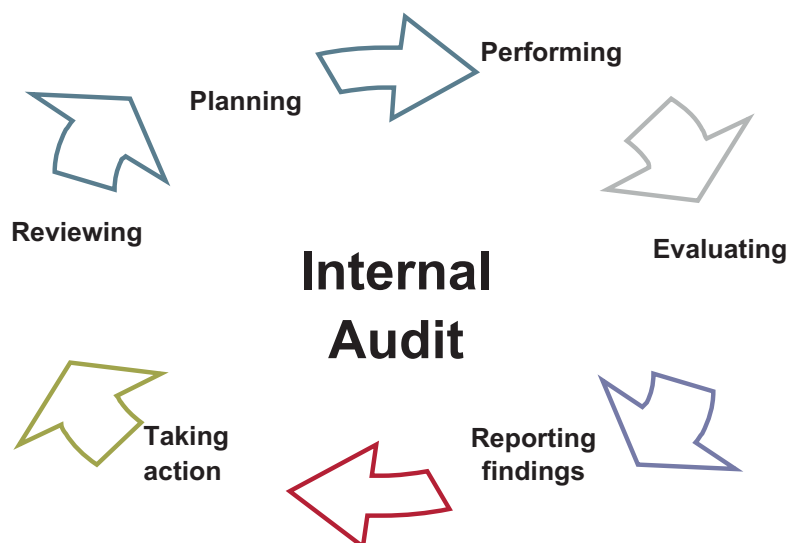 Performing
Planning
Reviewing
Evaluating
Internal
Audit
Taking
action
Reporting
findings